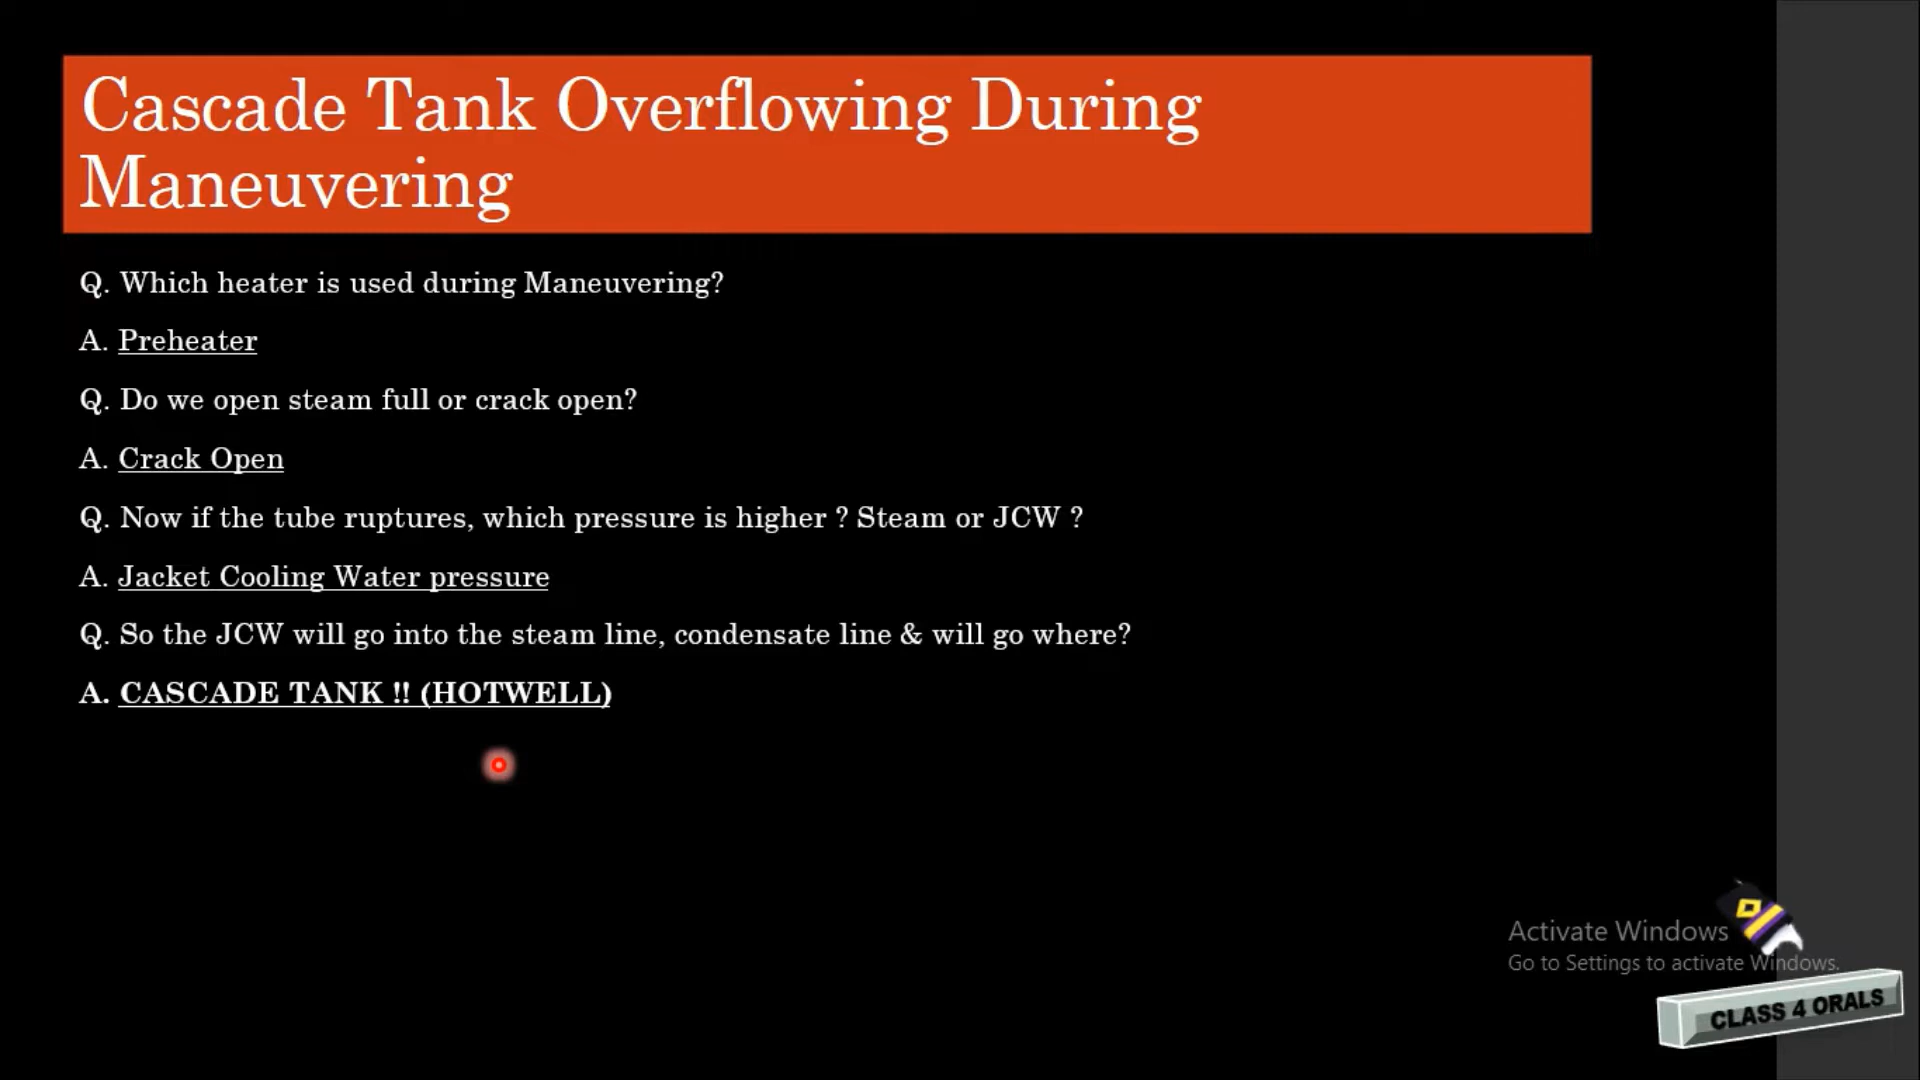 Cascade Tank Overflowing During
Maneuvering
Q. Which heater is used during Maneuvering?
A. Preheater
Q. Do we open steam full or crack open?
A. Crack Open
Q. Now if the tube ruptures, which pressure is higher ? Steam or JCW ?
A. Jacket Cooling Water pressure
Q. So the JCW will go into the steam line, condensate line & will go where?
A. CASCADE TANK !! (HOTWELL)
Activate Windows
Go to Settings to activate Windows.
CLASS 4 ORALS